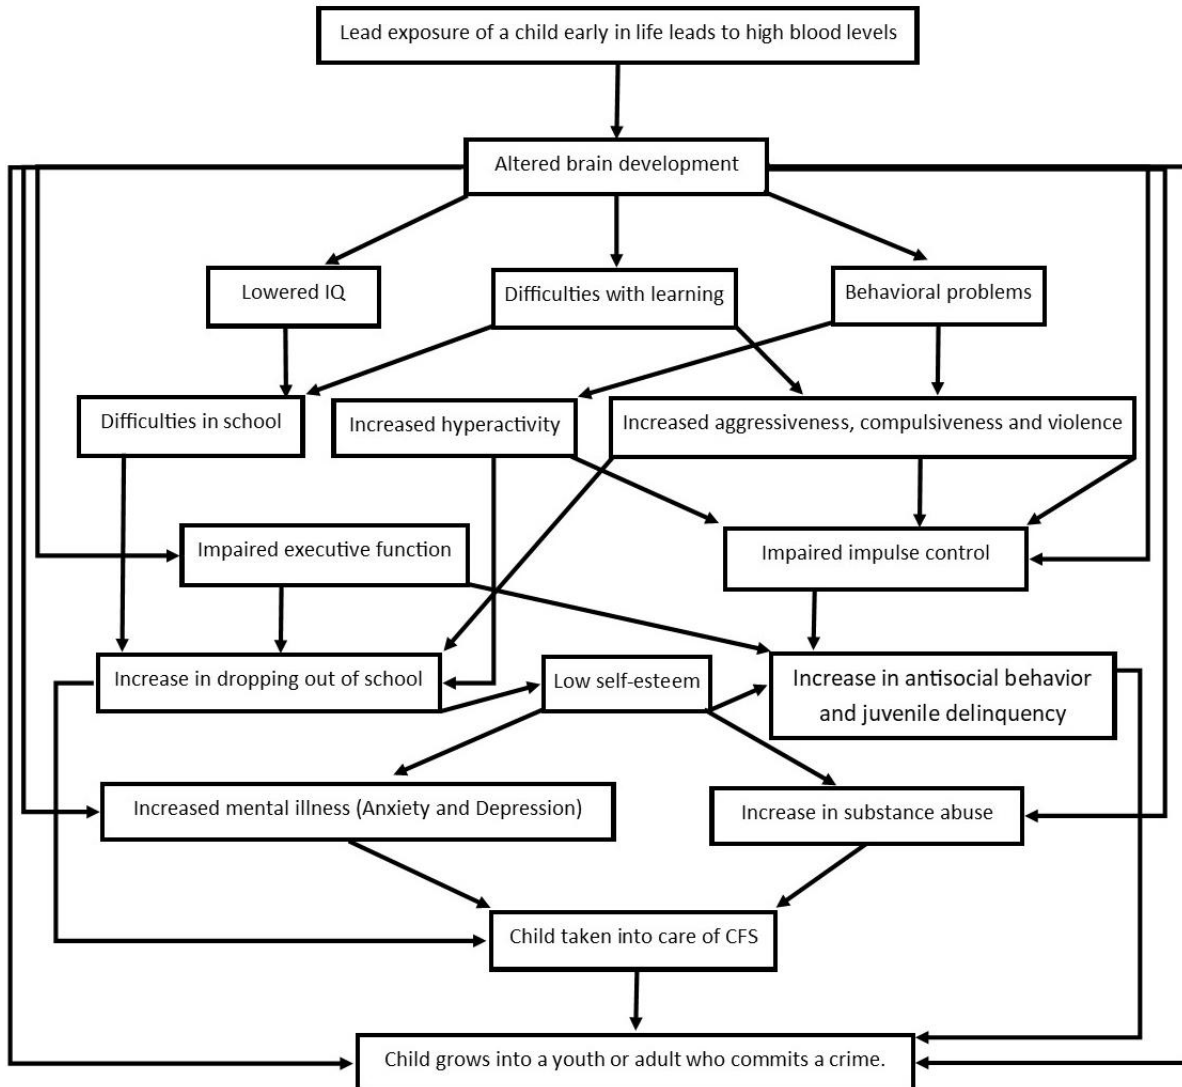 Lead exposure of a child early in life leads to high blood levels
Altered brain development
Lowered IQ
Difficulties with learning
Behavioral problems
Difficulties in school
Increased hyperactivity
Increased aggressiveness, compulsiveness and violence
Impaired executive function
Impaired impulse control
Increase in dropping out of school
Low self-esteem
Increase in antisocial behavior
and juvenile delinquency
Increased mental illness (Anxiety and Depression)
Increase in substance abuse
Child taken into care of CFS
Child grows into a youth or adult who commits a crime.